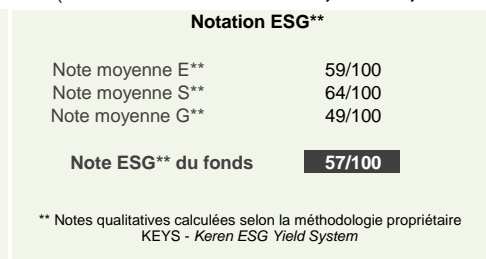 Notation ESG**
Note moyenne E** 59/100
Note moyenne S** 64/100
Note moyenne G** 49/100
Note ESG** du fonds 57/100
** Notes qualitatives calculées selon la méthodologie propriétaire
KEYS - Keren ESG Yield System